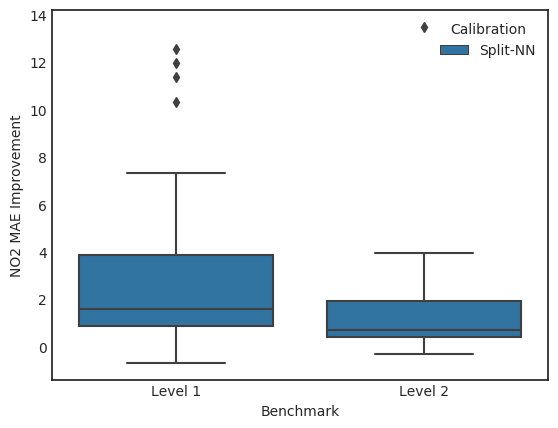 14
12
10
8
6
4
2
0
NO2 MAE Improvement
Calibration
Split-NN
Level 1
Level 2
Benchmark